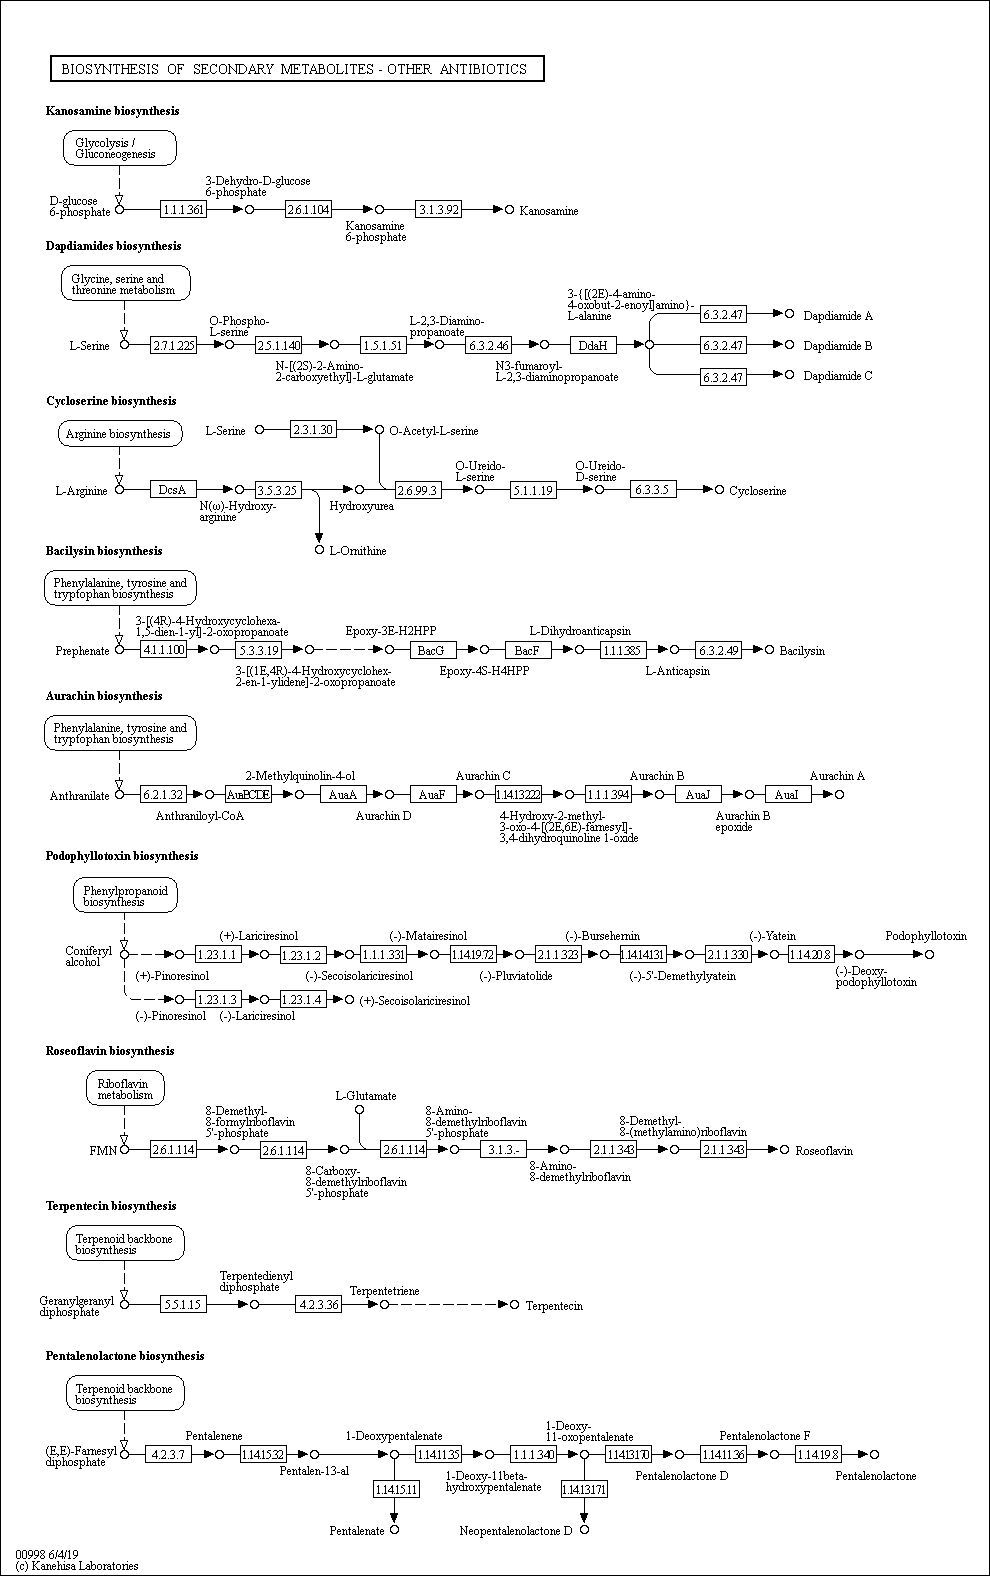 BIOSYNTHESIS OF SECONDARY METABOLITES - OTHER ANTIBIOTICS
Kanosamine biosynthesis
Glycolysis /
Gluconeogenesis
3-Dehydro-D-glucose
6-phosphate
D-glucose
6-phosphate
1.1.1.361
2.6.1.104
3.1.3.92
Kanosamine
Kanosamine
6-phosphate
Dapdiamides biosynthesis
Glycine, serine and
threonine metabolism
3-{[(2E)-4-amino-
4-oxobut-2-enoyl]amino}-
L-alanine
O-Phospho-
L-serine
L-2,3-Diamino-
propanoate
6.3.2.47
Dapdiamide A
L-Serine
2.7.1.225
2.5.1.140
1.5.1.51
6.3.2.46
DdaH
6.3.2.47
Dapdiamide B
N-[(2S)-2-Amino-
2-carboxyethyl]-L-glutamate
N3-fumaroyl-
L-2,3-diaminopropanoate
6.3.2.47
Dapdiamide C
Cycloserine biosynthesis
Arginine biosynthesis
L-Serine
2.3.1.30
O-Acetyl-L-serine
O-Ureido-
L-serine
O-Ureido-
D-serine
L-Arginine
DcsA
3.5.3.25
2.6.99.3
5.1.1.19
6.3.3.5
Cycloserine
N(ω)-Hydroxy-
arginine
Hydroxyurea
L-Ornithine
Bacilysin biosynthesis
Phenylalanine, tyrosine and
tryptophan biosynthesis
3-[(4R)-4-Hydroxycyclohexa-
1,5-dien-1-yl]-2-oxopropanoate
Epoxy-3E-H2HPP
L-Dihydroanticapsin
Prephenate
4.1.1.100
5.3.3.19
BacG
BacF
1.1.1.385
6.3.2.49
Bacilysin
3-[(1E,4R)-4-Hydroxycyclohex-
2-en-1-ylidene]-2-oxopropanoate
Epoxy-4S-H4HPP
L-Anticapsin
Aurachin biosynthesis
Phenylalanine, tyrosine and
tryptophan biosynthesis
2-Methylquinolin-4-ol
Aurachin C
Aurachin B
Aurachin A
Anthranilate
6.2.1.32
AuaBCDE
AuaA
AuaF
1.14.13.222
1.1.1.394
AuaJ
AuaI
Anthraniloyl-CoA
Aurachin D
4-Hydroxy-2-methyl-
3-oxo-4-[(2E,6E)-farnesyl]-
3,4-dihydroquinoline 1-oxide
Aurachin B
epoxide
Podophyllotoxin biosynthesis
Phenylpropanoid
biosynthesis
(+)-Lariciresinol
(-)-Matairesinol
(-)-Bursehernin
(-)-Yatein
Podophyllotoxin
Coniferyl
alcohol
1.23.1.1
1.23.1.2
1.1.1.331
1.14.19.72
2.1.1.323
1.14.14.131
2.1.1.330
1.14.20.8
(+)-Pinoresinol
(-)-Secoisolariciresinol
(-)-Pluviatolide
(-)-5'-Demethylyatein
(-)-Deoxy-
podophyllotoxin
1.23.1.3
1.23.1.4
(+)-Secoisolariciresinol
(-)-Pinoresinol
(-)-Lariciresinol
Roseoflavin biosynthesis
Riboflavin
metabolism
L-Glutamate
8-Demethyl-
8-formylriboflavin
5'-phosphate
8-Amino-
8-demethylriboflavin
5'-phosphate
8-Demethyl-
8-(methylamino)riboflavin
FMN
2.6.1.114
2.6.1.114
2.6.1.114
3.1.3.-
2.1.1.343
2.1.1.343
Roseoflavin
8-Carboxy-
8-demethylriboflavin
5'-phosphate
8-Amino-
8-demethylriboflavin
Terpentecin biosynthesis
Terpenoid backbone
biosynthesis
Terpentedienyl
diphosphate
Terpentetriene
Geranylgeranyl
diphosphate
5.5.1.15
4.2.3.36
Terpentecin
Pentalenolactone biosynthesis
Terpenoid backbone
biosynthesis
Pentalenene
1-Deoxypentalenate
1-Deoxy-
11-oxopentalenate
Pentalenolactone F
(E,E)-Farnesyl
diphosphate
4.2.3.7
1.14.15.32
1.14.11.35
1.1.1.340
1.14.13.170
1.14.11.36
1.14.19.8
Pentalen-13-al
1-Deoxy-11beta-
hydroxypentalenate
Pentalenolactone D
Pentalenolactone
1.14.15.11
1.14.13.171
Pentalenate
Neopentalenolactone D
00998 6/4/19
(c) Kanehisa Laboratories